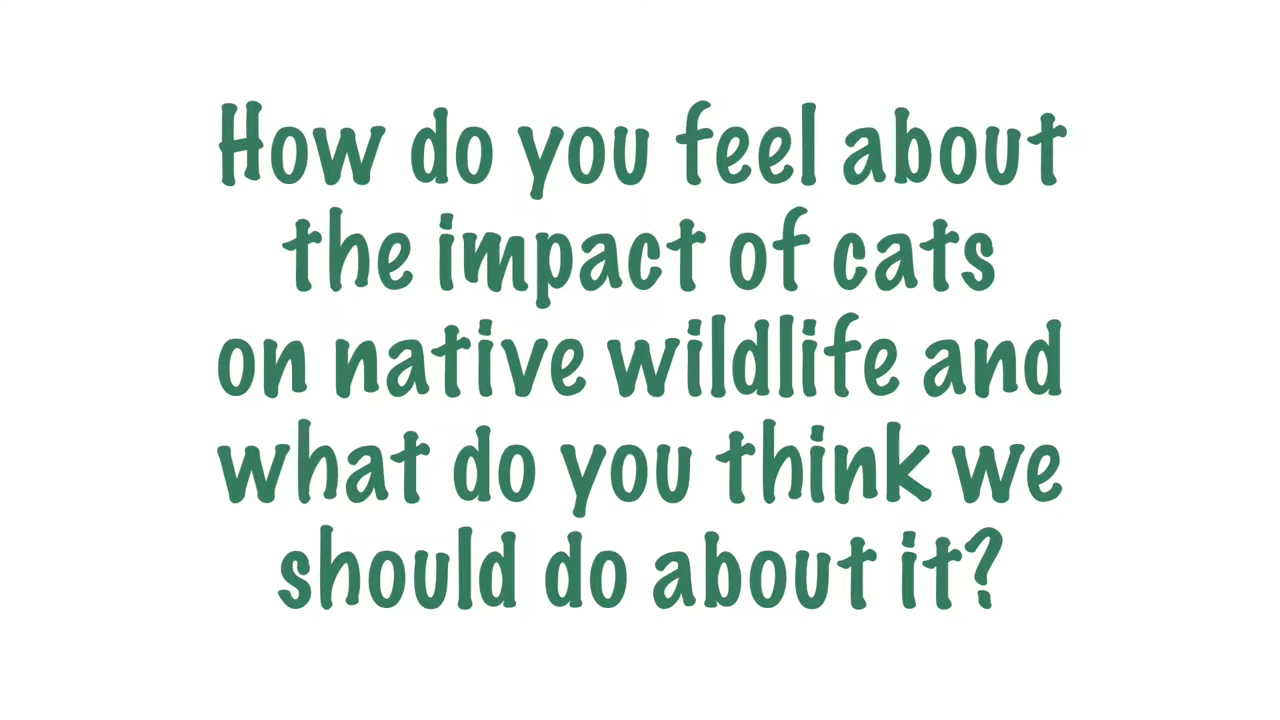 How do you feel about
the impact of cats
on native wildlife and
what do you think we
should do about it?